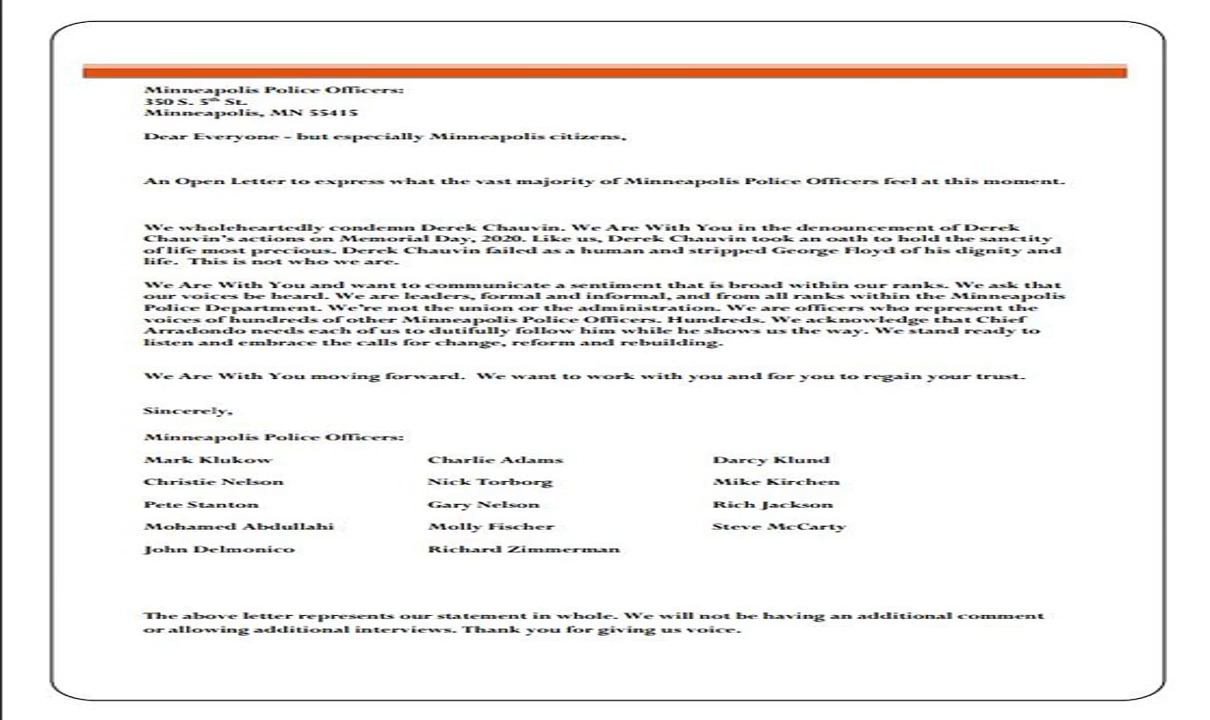 Minneapolis Police Officers:
350 S. 5th St.
Minneapolis, MN 55415
Dear Everyone - but especially Minneapolis citizens,
An Open Letter to express what the vast majority of Minneapolis Police Officers feel at this moment.
We wholeheartedly condemn Derek Chauvin. We Are With You in the denouncement of Derek
Chauvin's actions on Memorial Day, 2020. Like us, Derek Chauvin took an oath to hold the sanctity
of life most precious. Derek Chauvin failed as a human and stripped George Floyd of his dignity and
life. This is not who we are.
We Are With You and want to communicate a sentiment that is broad within our ranks. We ask that
our voices be heard. We are leaders, formal and informal, and from all ranks within the Minneapolis
Police Department. We're not the union or the administration. We are officers who represent the
voices of hundreds of other Minneapolis Police Officers. Hundreds. We acknowledge that Chief
Arradondo needs each of us to dutifully follow him while he shows us the way. We stand ready to
listen and embrace the calls for change, reform and rebuilding.
We Are With You moving forward. We want to work with you and for you to regain your trust.
Sincerely,
Minneapolis Police Officers:
Mark Klukow Charlie Adams Darcy Klund
Christie Nelson Nick Torborg Mike Kirchen
Pete Stanton Gary Nelson Rich Jackson
Mohamed Abdullahi Molly Fischer Steve McCarty
John Delmonico Richard Zimmerman
The above letter represents our statement in whole. We will not be having an additional comment
or allowing additional interviews. Thank you for giving us voice.